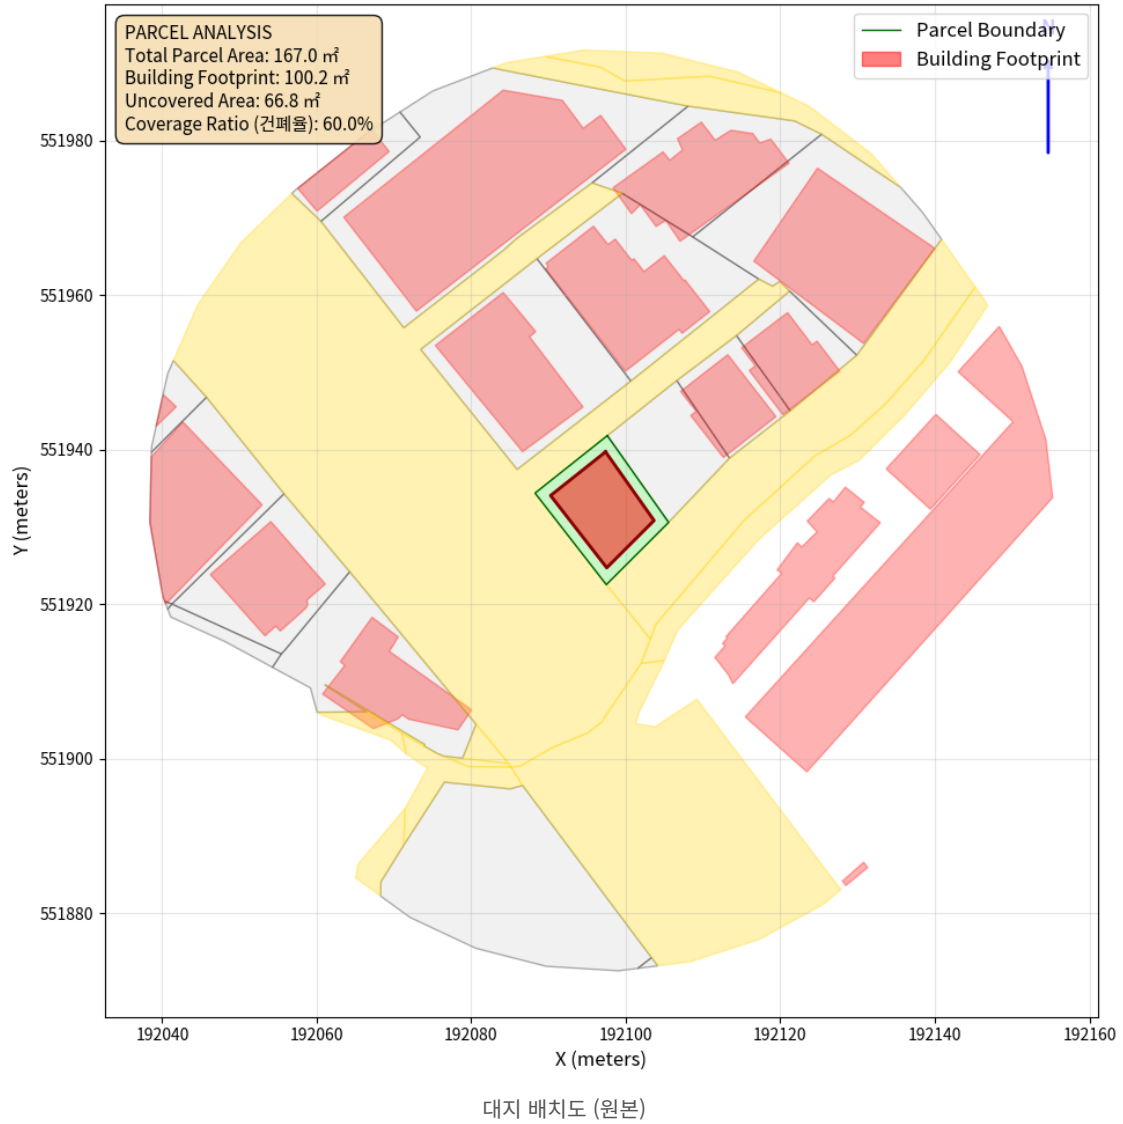 PARCEL ANALYSIS
Total Parcel Area: 167.0 ㎡
Building Footprint: 100.2 ㎡
Uncovered Area: 66.8 ㎡
Coverage Ratio (건폐율): 60.0%
Parcel Boundary
Building Footprint
N
551980
551960
551940
551920
551900
551880
Y (meters)
192040
192060
192080
192100
192120
192140
192160
X (meters)
대지 배치도 (원본)